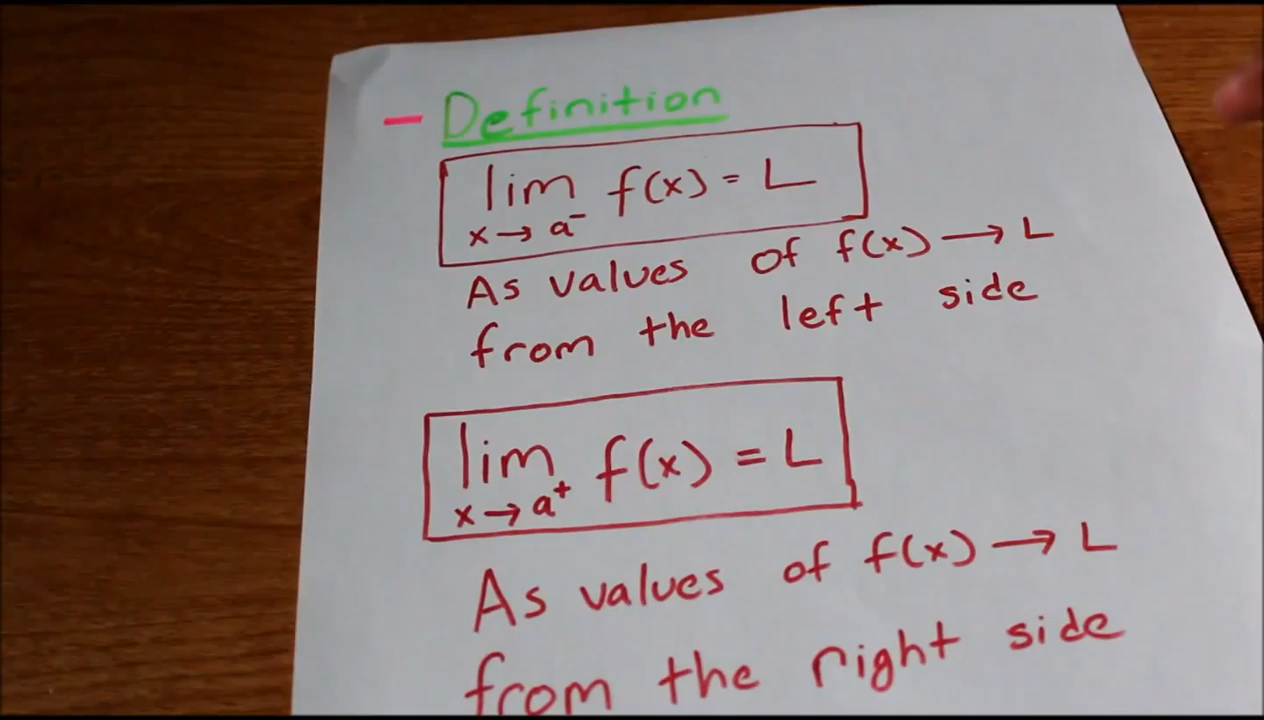 - Definition
lim f(x) = L
x → a⁻
As values of f(x) → L
from the left side
lim f(x) = L
x → a⁺
As values of f(x) → L
from the right side